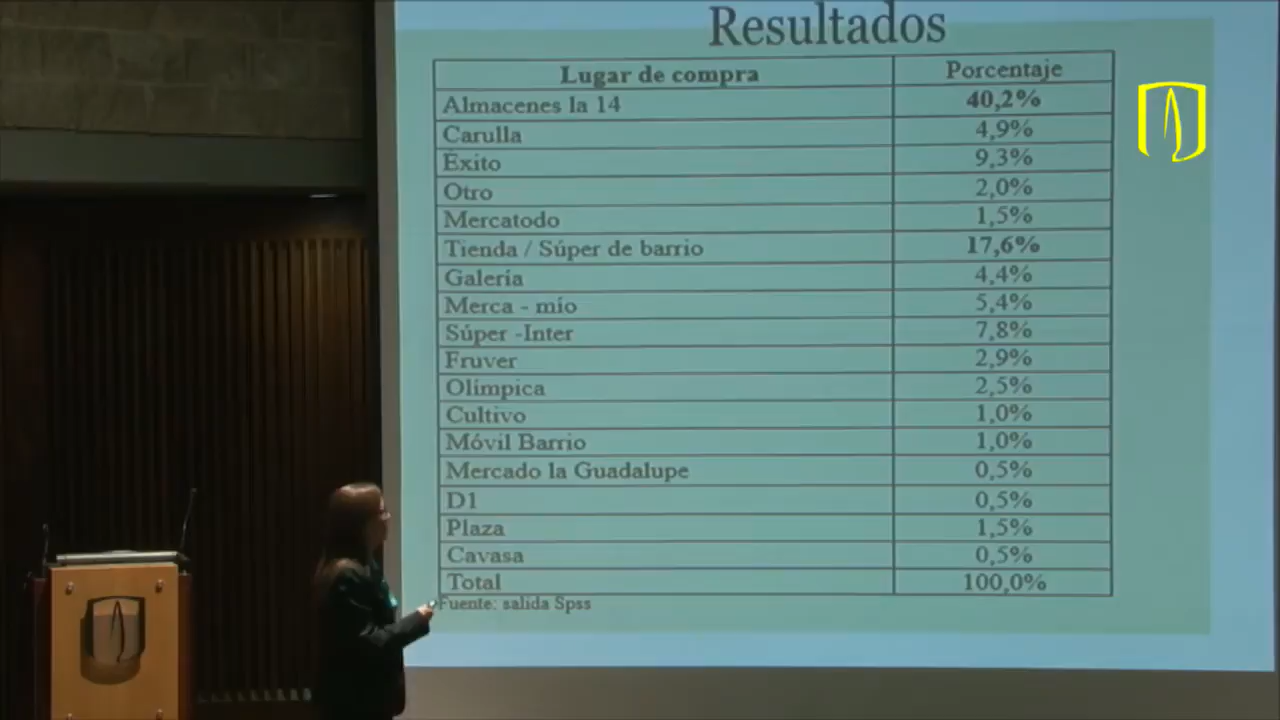 Resultados
Lugar de compra Porcentaje
Almacenes la 14 40,2%
Carulla 4,9%
Éxito 9,3%
Otro 2,0%
Mercatodo 1,5%
Tienda / Súper de barrio 17,6%
Galería 4,4%
Merca - mío 5,4%
Súper -Inter 7,8%
Fruver 2,9%
Olímpica 2,5%
Cultivo 1,0%
Móvil Barrio 1,0%
Mercado la Guadalupe 0,5%
D1 0,5%
Plaza 1,5%
Cavasa 0,5%
Total 100,0%
Fuente: salida Spss